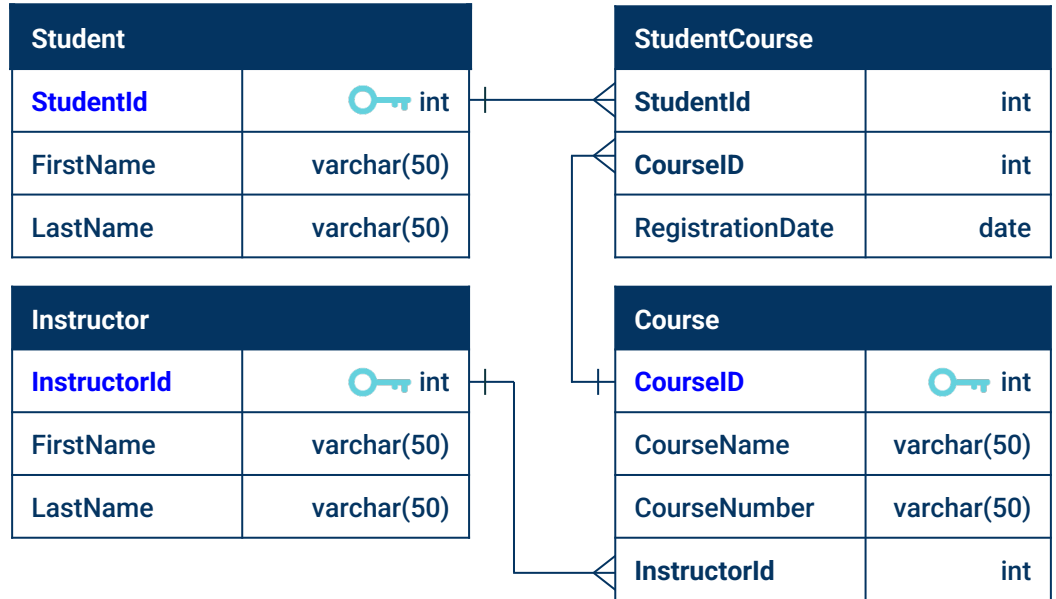 Student
StudentId int
FirstName varchar(50)
LastName varchar(50)
StudentCourse
StudentId int
CourseID int
RegistrationDate date
Instructor
InstructorId int
FirstName varchar(50)
LastName varchar(50)
Course
CourseID int
CourseName varchar(50)
CourseNumber varchar(50)
InstructorId int